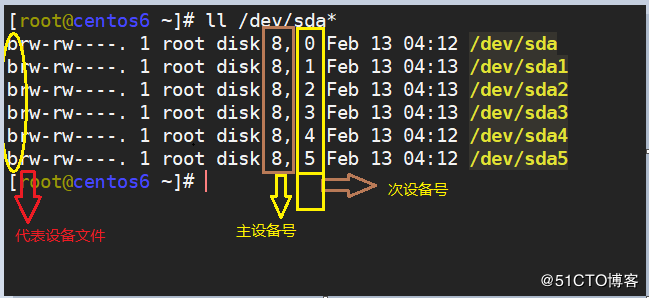 [root@centos6 ~]# ll /dev/sda*
brw-rw----. 1 root disk 8, 0 Feb 13 04:12 /dev/sda
brw-rw----. 1 root disk 8, 1 Feb 13 04:13 /dev/sda1
brw-rw----. 1 root disk 8, 2 Feb 13 04:13 /dev/sda2
brw-rw----. 1 root disk 8, 3 Feb 13 04:13 /dev/sda3
brw-rw----. 1 root disk 8, 4 Feb 13 04:12 /dev/sda4
brw-rw----. 1 root disk 8, 5 Feb 13 04:13 /dev/sda5
[root@centos6 ~]#
次设备号
主设备号
代表设备文件
@51CTO博客